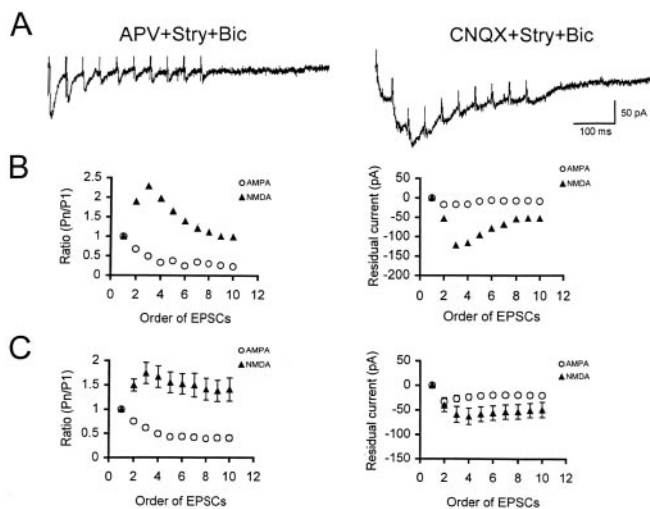 A
APV+Stry+Bic
CNQX+Stry+Bic
50 pA
100 ms
B
Ratio (Pn/P1)
2.5
2
1.5
1
0.5
0
0 2 4 6 8 10 12
Order of EPSCs
AMPA
NMDA
Residual current (pA)
50
0
-50
-100
-150
-200
0 2 4 6 8 10 12
Order of EPSCs
AMPA
NMDA
C
Ratio (Pn/P1)
2
1.5
1
0.5
0
0 2 4 6 8 10 12
Order of EPSCs
AMPA
NMDA
Residual current (pA)
50
0
-50
-100
-150
0 2 4 6 8 10 12
Order of EPSCs
AMPA
NMDA